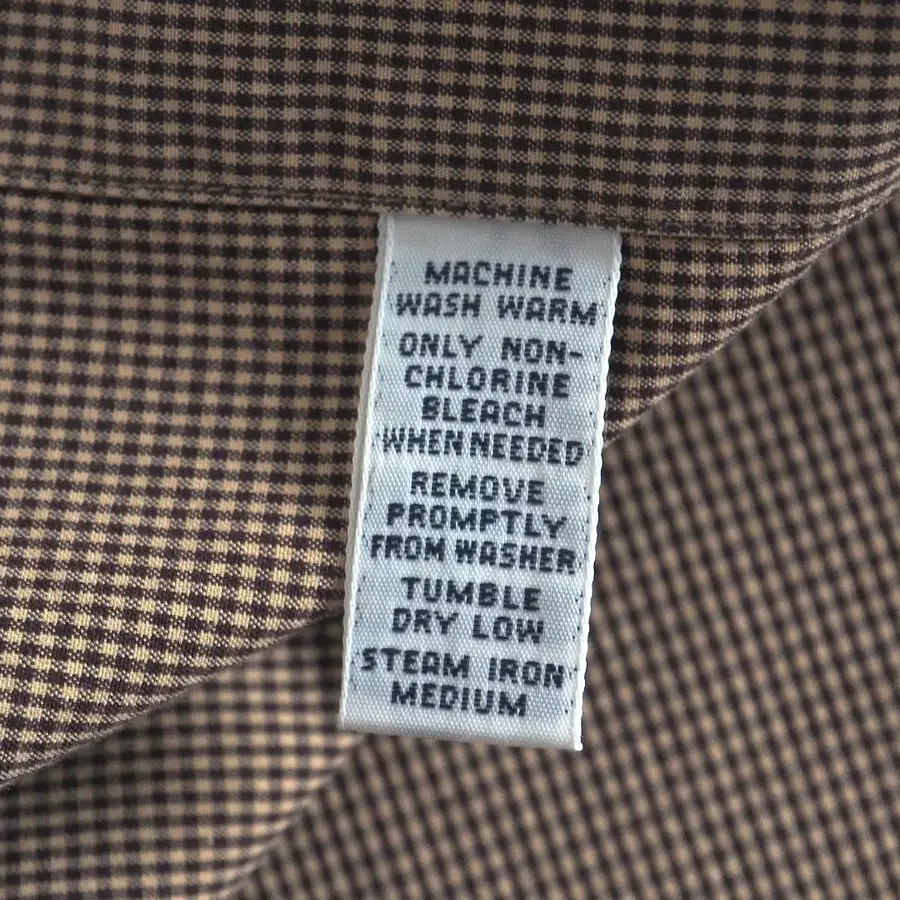 MACHINE
WASH WARM
ONLY NON-
CHLORINE
BLEACH
WHEN NEEDED
REMOVE
PROMPTLY
FROM WASHER
TUMBLE
DRY LOW
STEAM IRON
MEDIUM